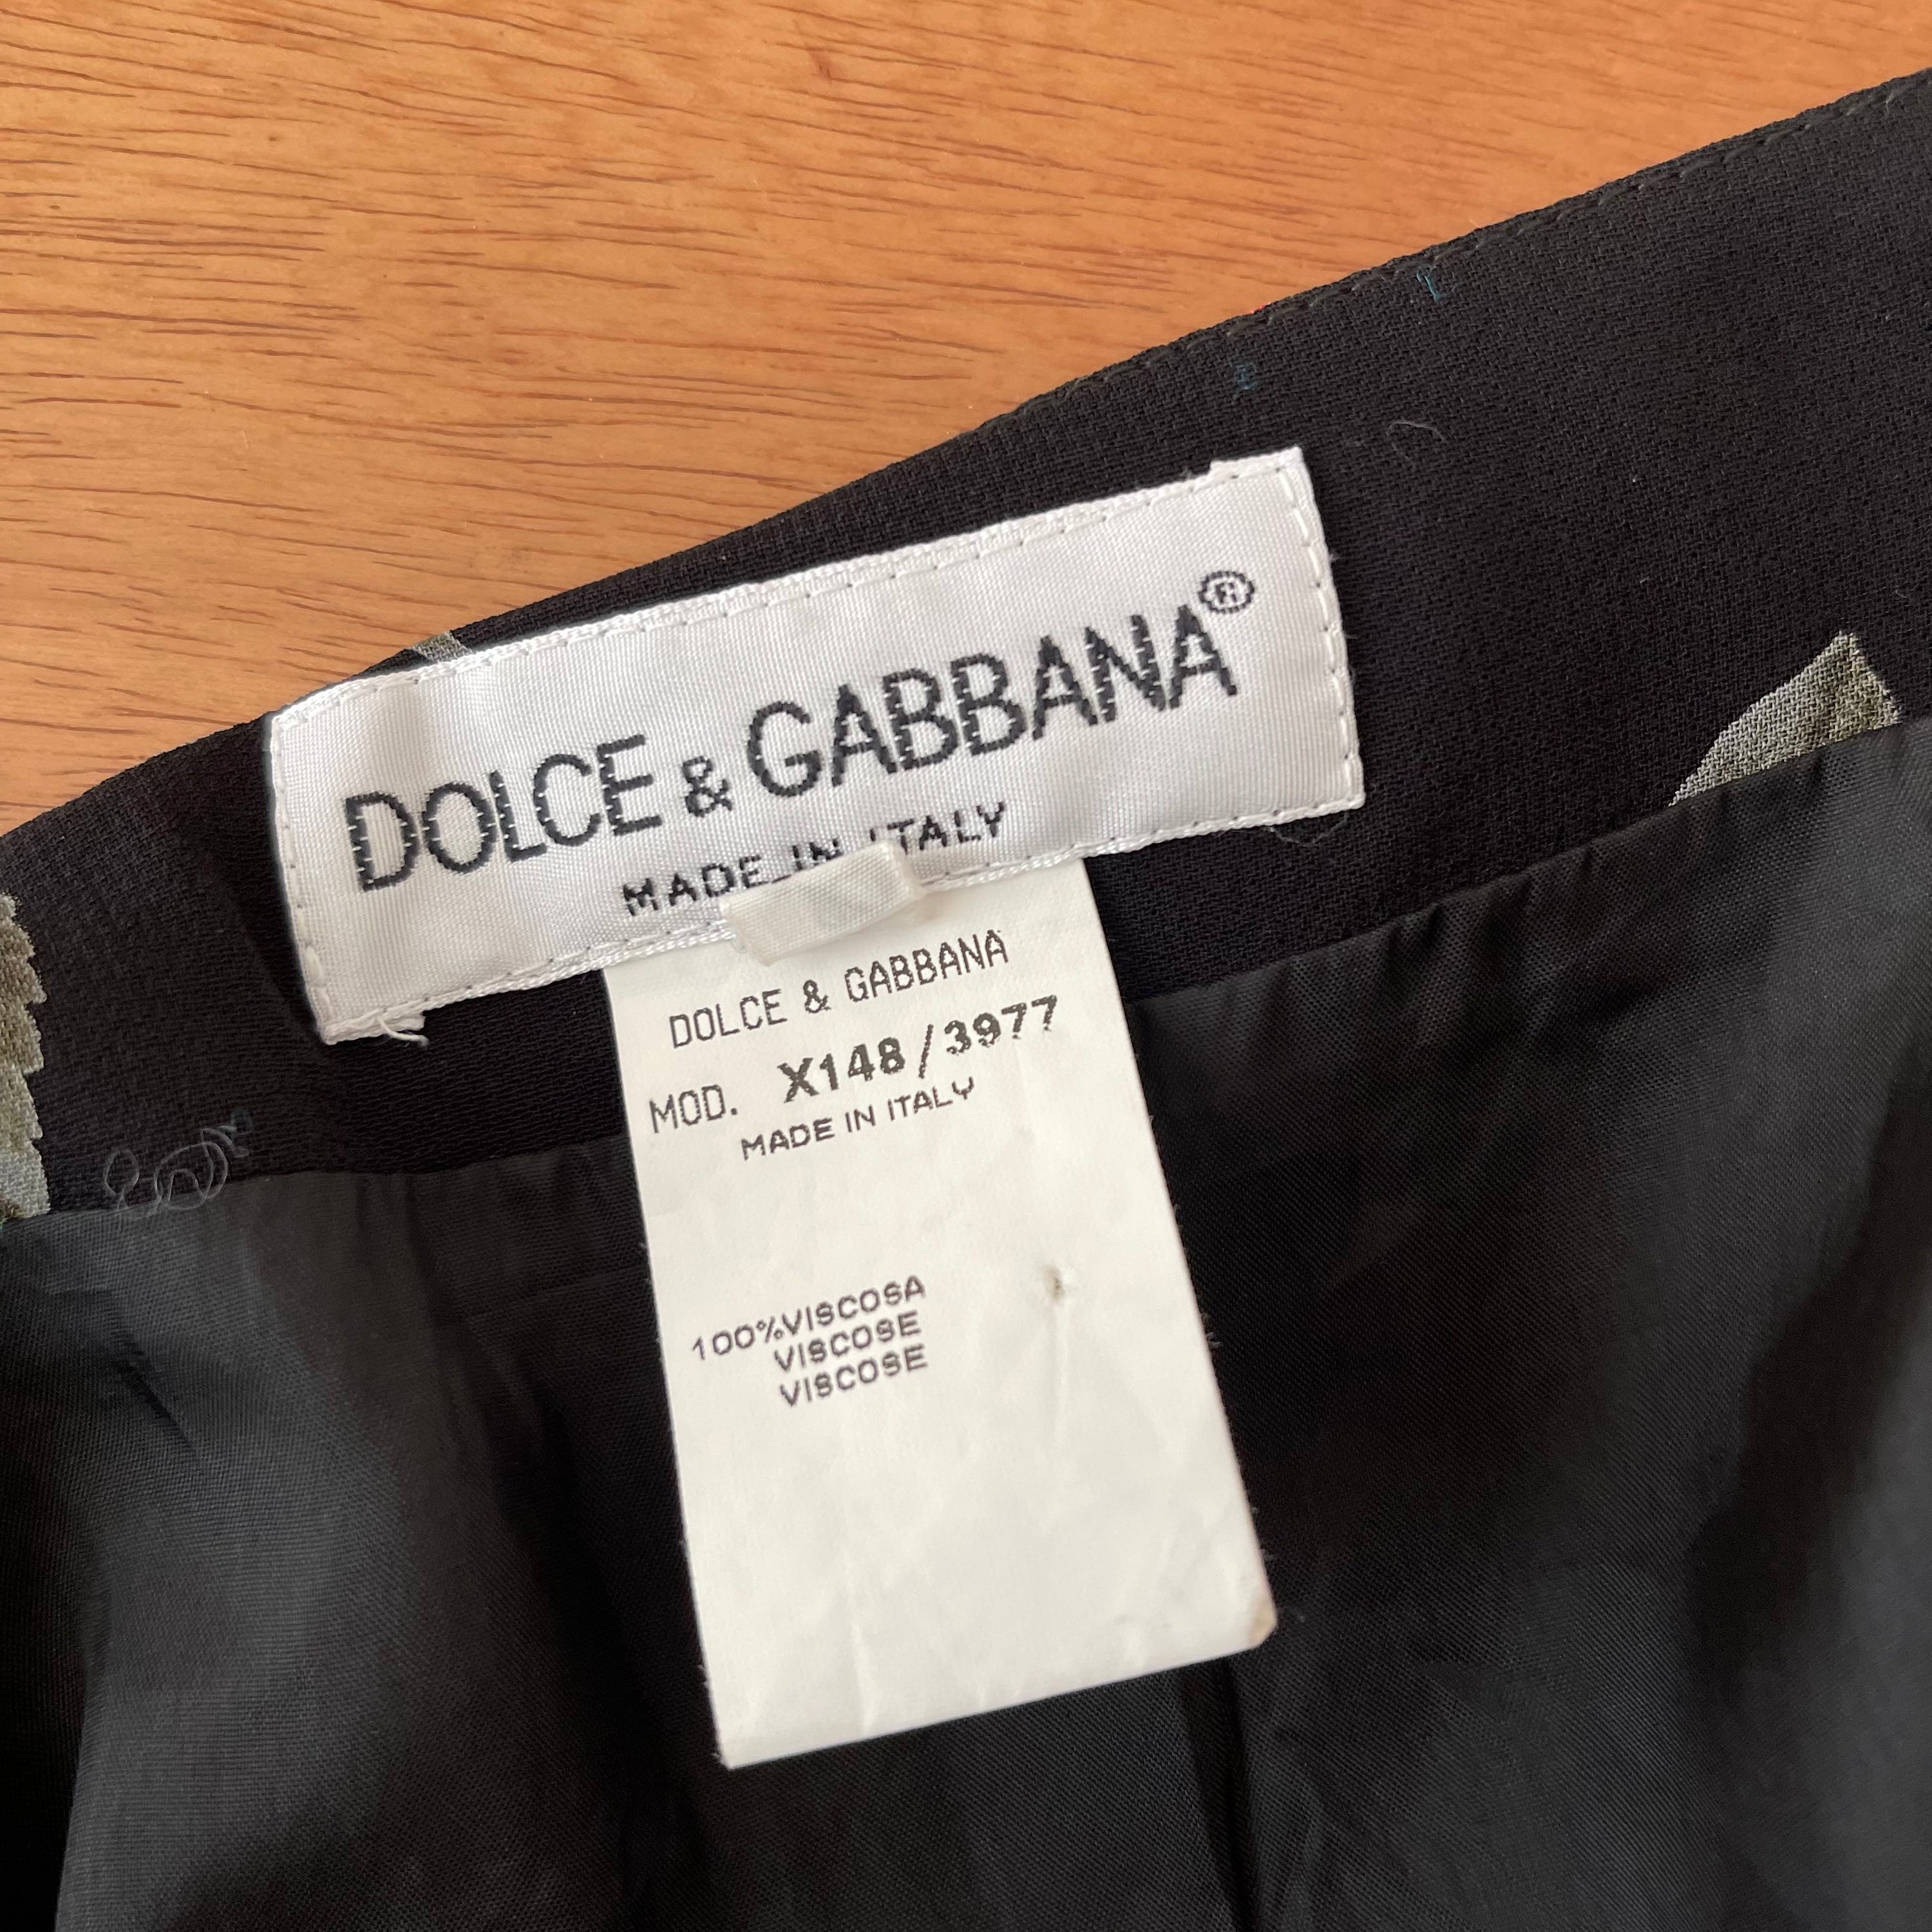 DOLCE & GABBANA®
MADE IN ITALY
DOLCE & GABBANA
MOD. X148/3977
MADE IN ITALY
100%VISCOSA
VISCOSE
VISCOSE